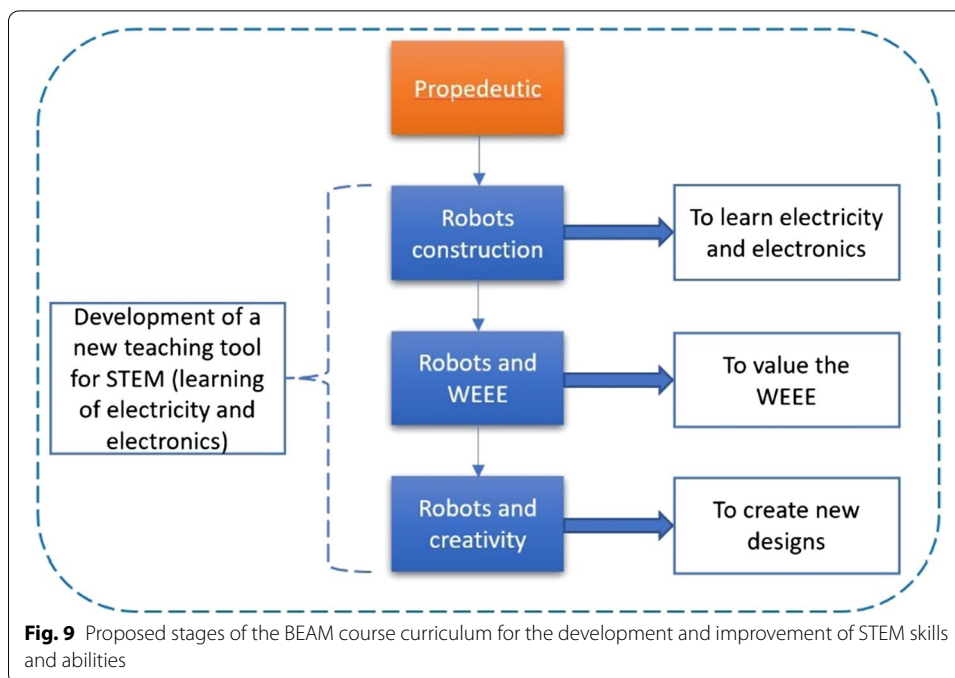 Propedeutic
Robots
construction
To learn electricity
and electronics
Development of a
new teaching tool
for STEM (learning
of electricity and
electronics)
Robots and
WEEE
To value the
WEEE
Robots and
creativity
To create new
designs
Fig. 9 Proposed stages of the BEAM course curriculum for the development and improvement of STEM skills
and abilities